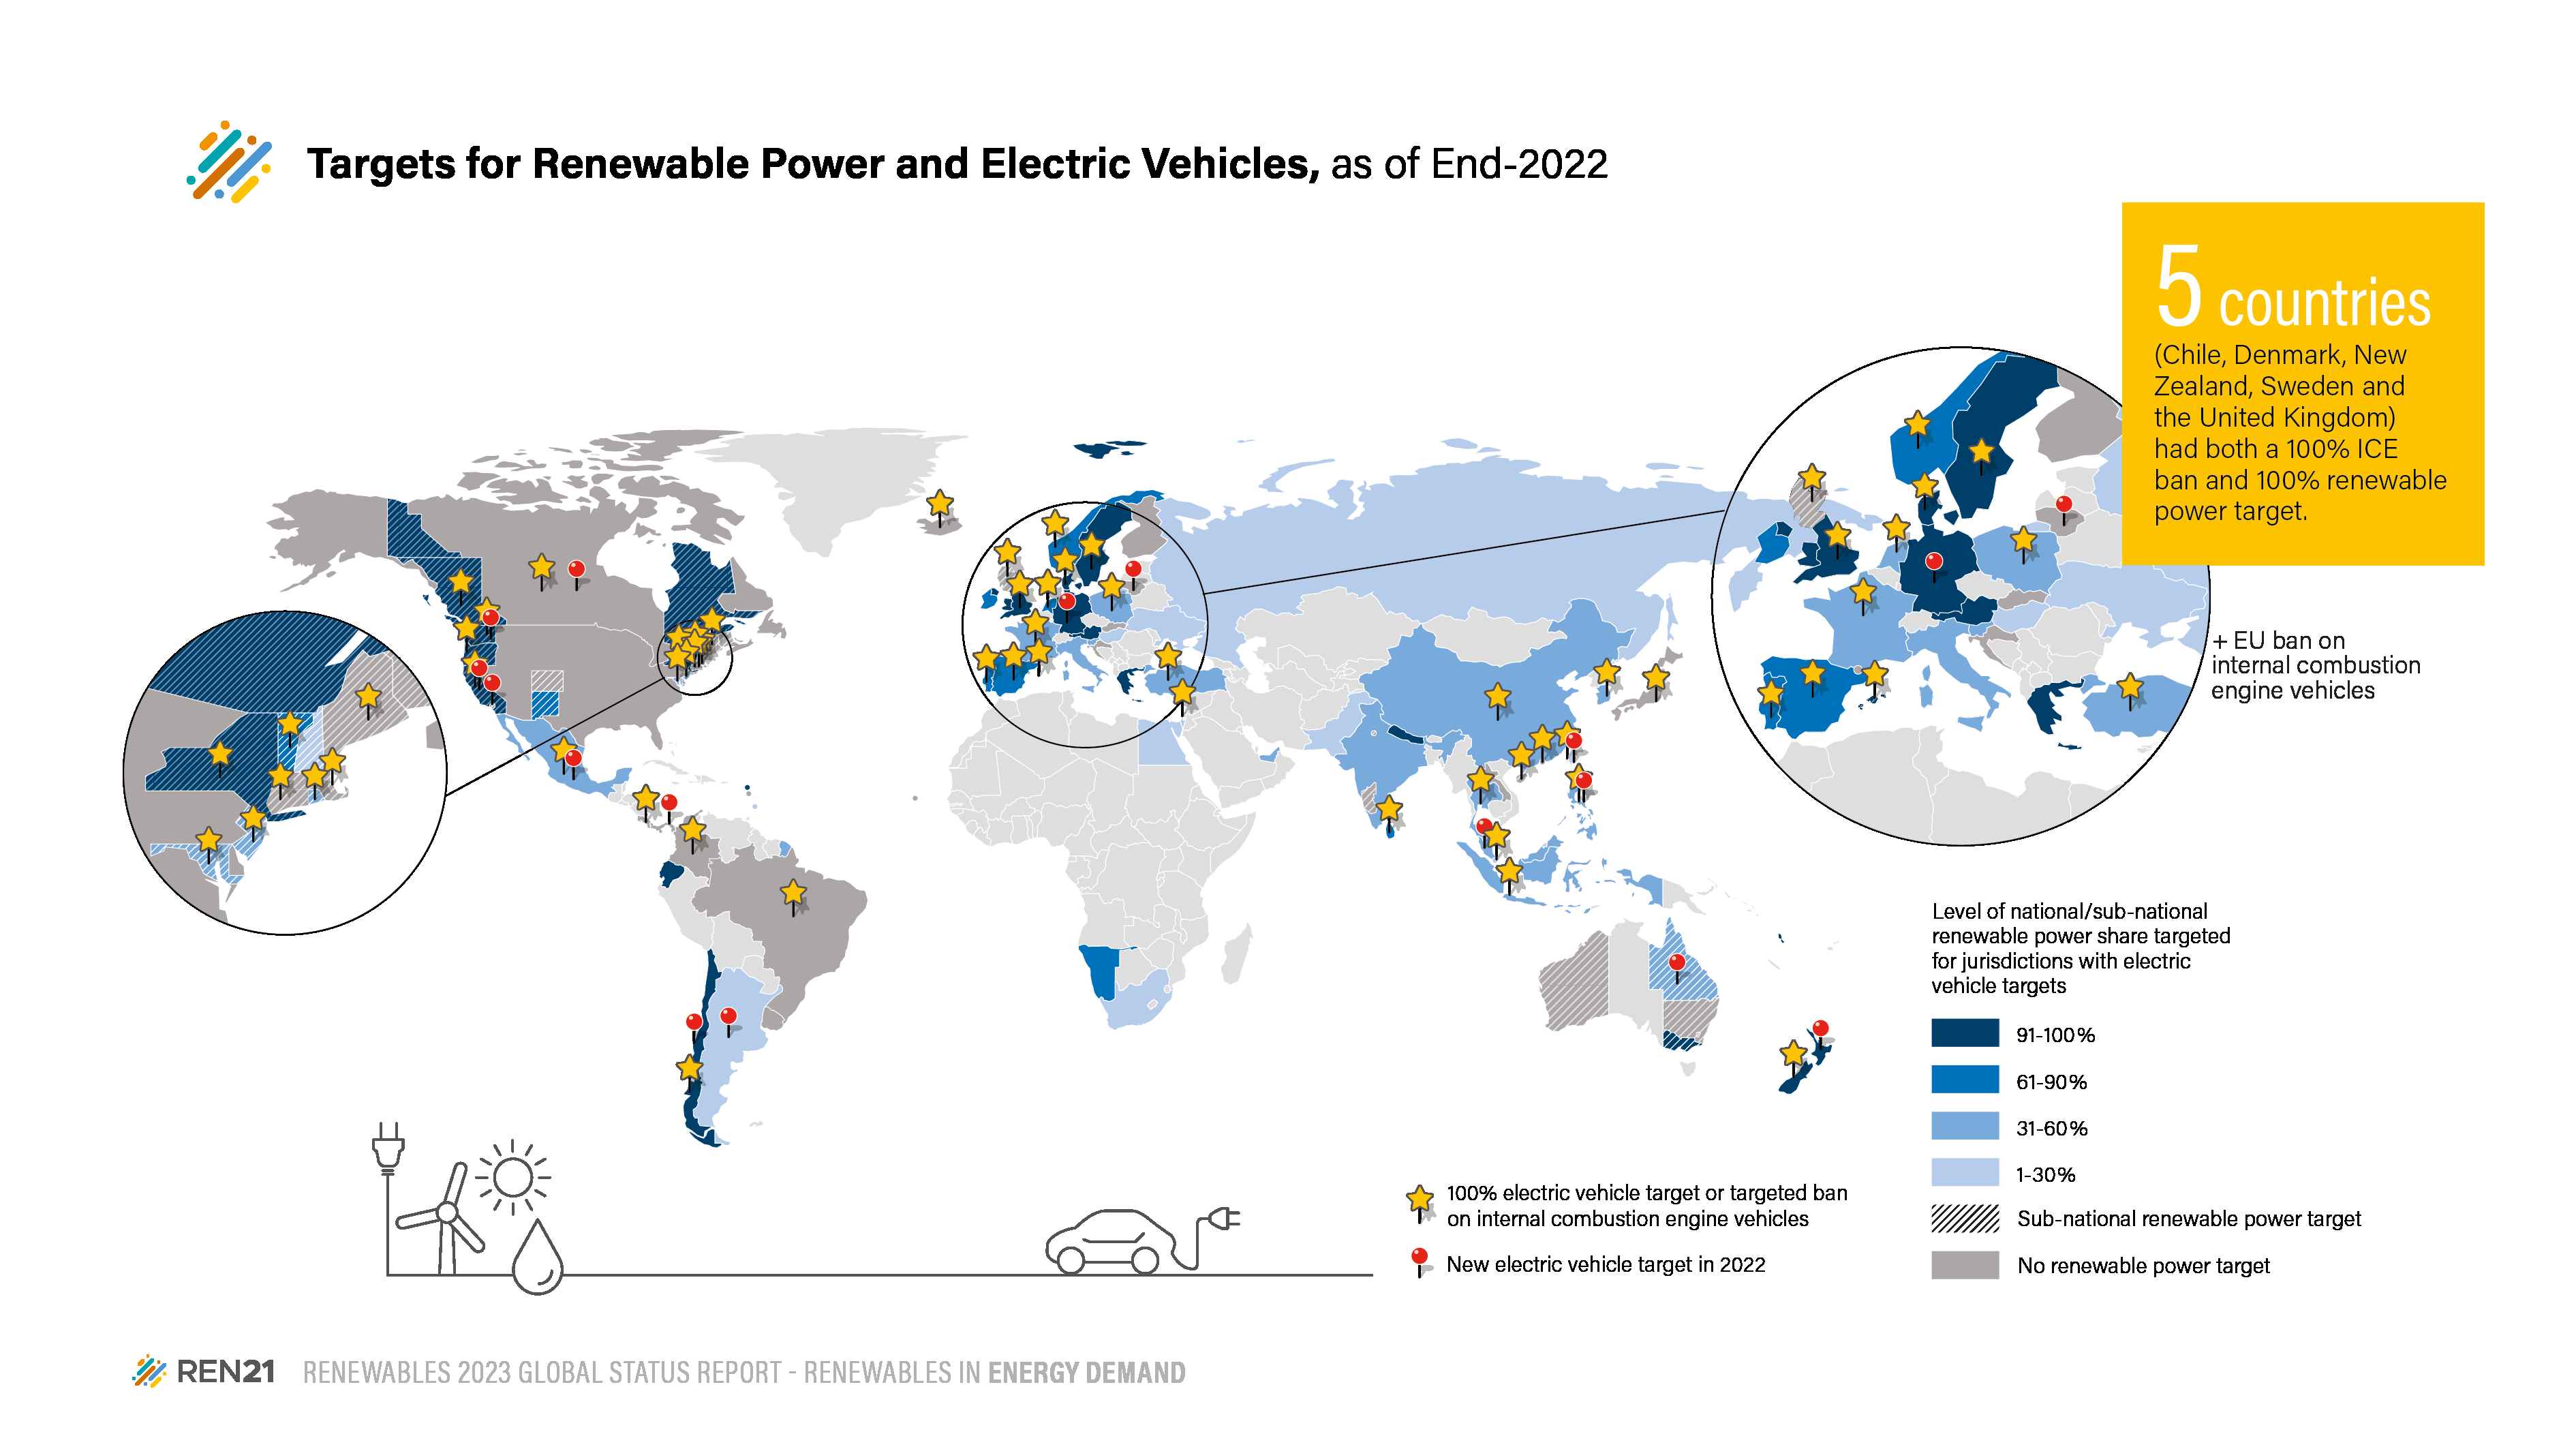 Targets for Renewable Power and Electric Vehicles, as of End-2022
5 countries
(Chile, Denmark, New
Zealand, Sweden and
the United Kingdom)
had both a 100% ICE
ban and 100% renewable
power target.
+ EU ban on
internal combustion
engine vehicles
Level of national/sub-national
renewable power share targeted
for jurisdictions with electric
vehicle targets
91-100%
61-90%
31-60%
1-30%
Sub-national renewable power target
No renewable power target
100% electric vehicle target or targeted ban
on internal combustion engine vehicles
New electric vehicle target in 2022
REN21 RENEWABLES 2023 GLOBAL STATUS REPORT - RENEWABLES IN ENERGY DEMAND